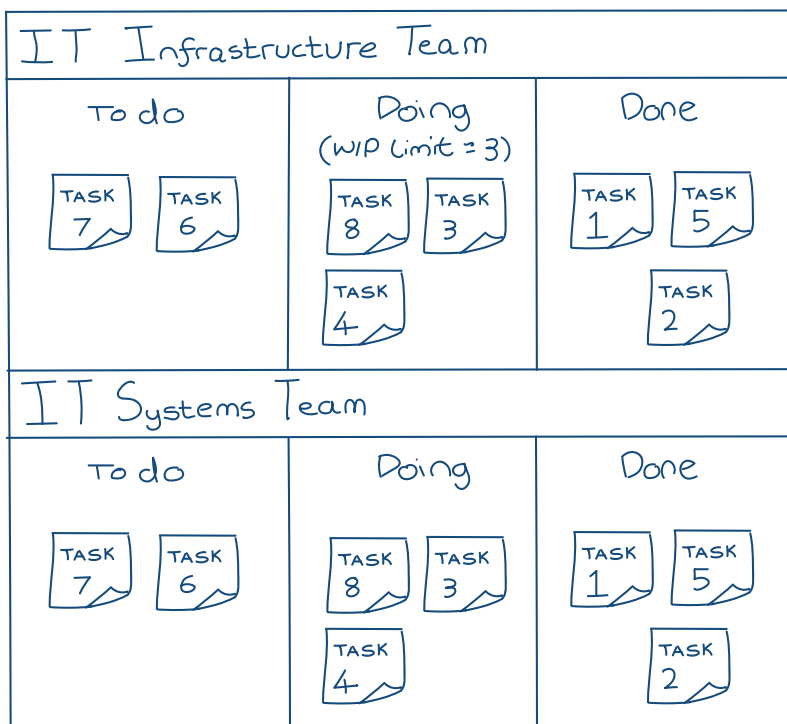 IT Infrastructure Team
To do
Doing
(WIP Limit = 3)
Done
TASK
7
TASK
6
TASK
8
TASK
3
TASK
4
TASK
1
TASK
5
TASK
2
IT Systems Team
To do
Doing
Done
TASK
7
TASK
6
TASK
8
TASK
3
TASK
4
TASK
1
TASK
5
TASK
2